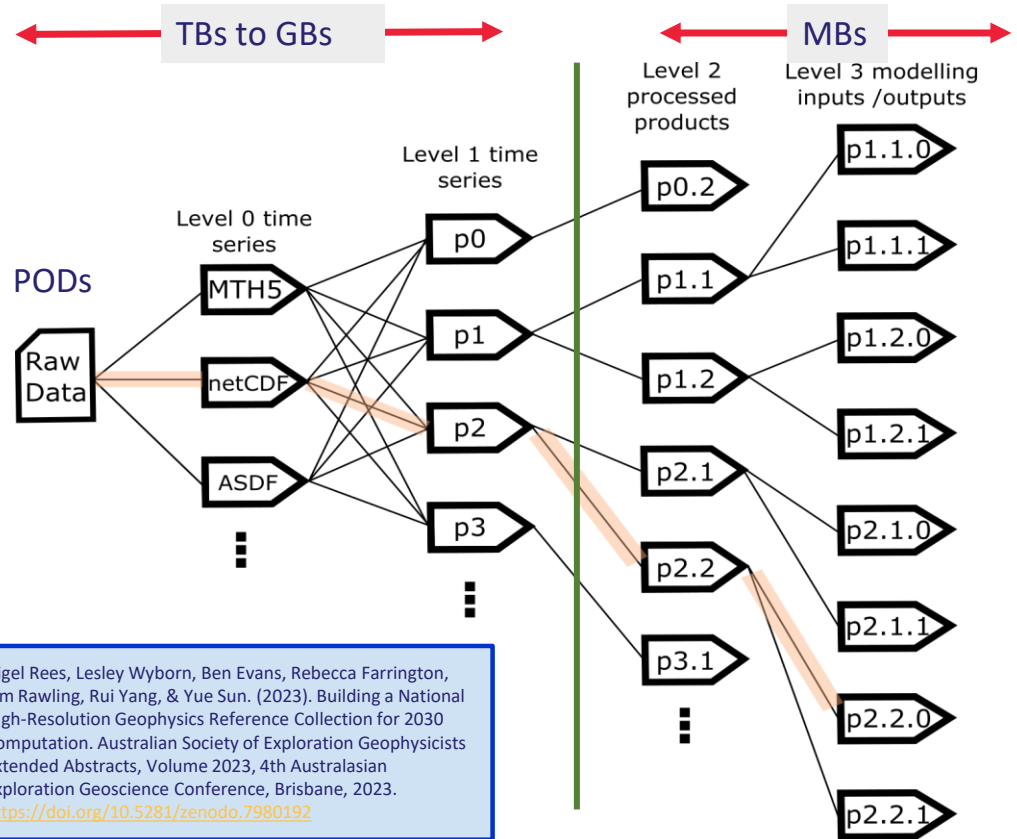 TBs to GBs
MBs
Level 2
processed
products
Level 3 modelling
inputs /outputs
Level 1 time
series
Level 0 time
series
PODs
Raw
Data
MTH5
netCDF
ASDF
p0
p1
p2
p3
p0.2
p1.1
p1.2
p2.1
p2.2
p3.1
p1.1.0
p1.1.1
p1.2.0
p1.2.1
p2.1.0
p2.1.1
p2.2.0
p2.2.1
igel Rees, Lesley Wyborn, Ben Evans, Rebecca Farrington,
m Rawling, Rui Yang, & Yue Sun. (2023). Building a National
igh-Resolution Geophysics Reference Collection for 2030
omputation. Australian Society of Exploration Geophysicists
xtended Abstracts, Volume 2023, 4th Australasian
xploration Geoscience Conference, Brisbane, 2023.
ttps://doi.org/10.5281/zenodo.7980192